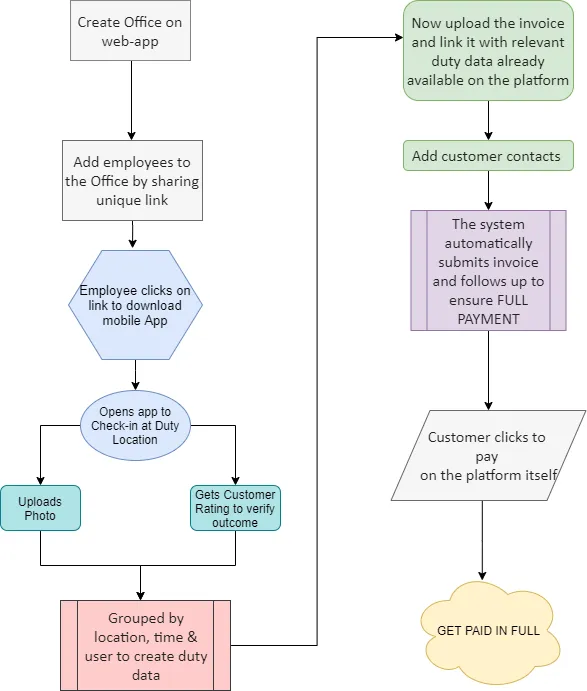 Create Office on
web-app
Add employees to
the Office by sharing
unique link
Employee clicks on
link to download
mobile App
Opens app to
Check-in at Duty
Location
Uploads
Photo
Gets Customer
Rating to verify
outcome
Grouped by
location, time &
user to create duty
data
Now upload the invoice
and link it with relevant
duty data already
available on the platform
Add customer contacts
The system
automatically
submits invoice
and follows up to
ensure FULL
PAYMENT
Customer clicks to
pay
on the platform itself
GET PAID IN FULL